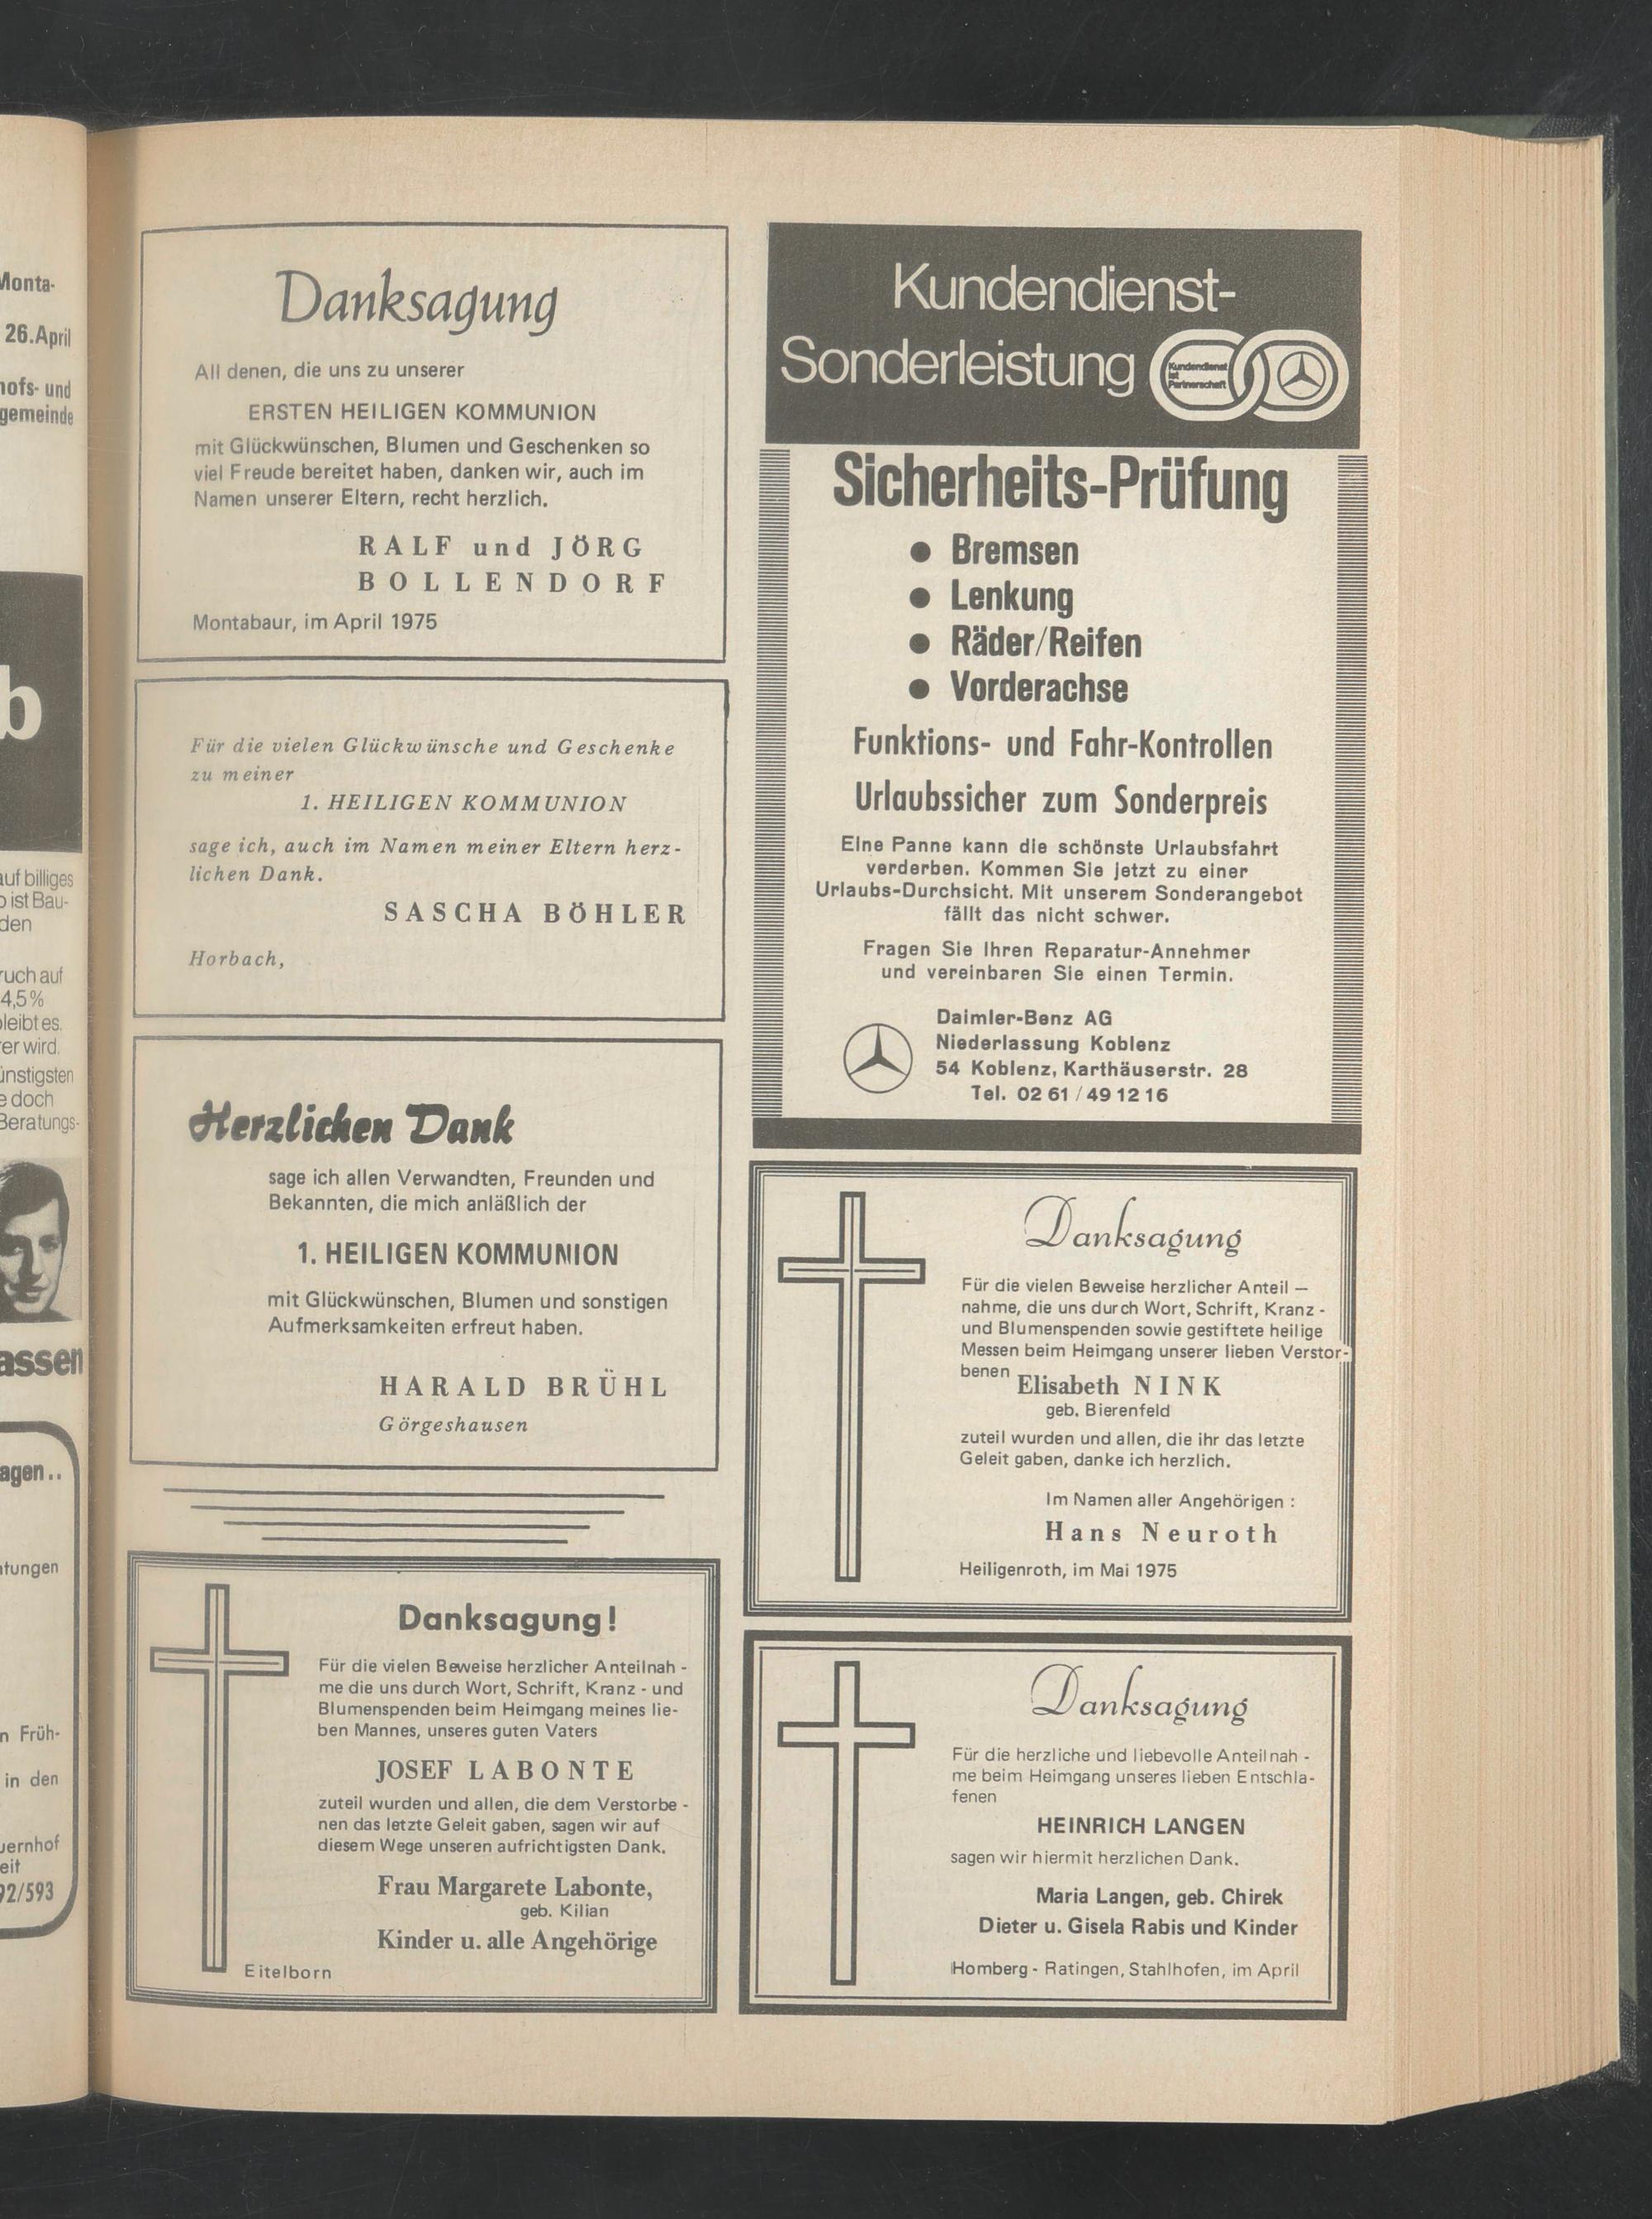 Monta-
26. April
hofs- und
gemeinde
b
auf billiges
ist Bau-
den
auf
4,5%
bleibt es.
er wird.
günstigsten
doch
Beratungs-
assen
agen..
n Früh-
in den
eit
92/593
Danksagung
All denen, die uns zu unserer
ERSTEN HEILIGEN KOMMUNION
mit Glückwünschen, Blumen und Geschenken so
viel Freude bereitet haben, danken wir, auch im
Namen unserer Eltern, recht herzlich.
RALF und JÖRG
BOLLENDORF
Montabaur, im April 1975
Für die vielen Glückwünsche und Geschenke
zu meiner
1. HEILIGEN KOMMUNION
sage ich, auch im Namen meiner Eltern herz-
lichen Dank.
SASCHA BÖHLER
Horbach,
Herzlichen Dank
sage ich allen Verwandten, Freunden und
Bekannten, die mich anläßlich der
1. HEILIGEN KOMMUNION
mit Glückwünschen, Blumen und sonstigen
Aufmerksamkeiten erfreut haben.
HARALD BRÜHL
Görgeshausen
Danksagung!
Für die vielen Beweise herzlicher Anteilnah -
me die uns durch Wort, Schrift, Kranz - und
Blumenspenden beim Heimgang meines lie-
ben Mannes, unseres guten Vaters
JOSEF LABONTE
zuteil wurden und allen, die dem Verstorbe -
nen das letzte Geleit gaben, sagen wir auf
diesem Wege unseren aufrichtigsten Dank.
Frau Margarete Labonte,
geb. Kilian
Kinder u. alle Angehörige
Eitelborn
Kundendienst-
Sonderleistung
Kundendienst
ist
Partnerschaft
Sicherheits-Prüfung
● Bremsen
● Lenkung
● Räder/Reifen
● Vorderachse
Funktions- und Fahr-Kontrollen
Urlaubssicher zum Sonderpreis
Eine Panne kann die schönste Urlaubsfahrt
verderben. Kommen Sie jetzt zu einer
Urlaubs-Durchsicht. Mit unserem Sonderangebot
fällt das nicht schwer.
Fragen Sie Ihren Reparatur-Annehmer
und vereinbaren Sie einen Termin.
Daimler-Benz AG
Niederlassung Koblenz
54 Koblenz, Karthäuserstr. 28
Tel. 02 61 / 49 12 16
Danksagung
Für die vielen Beweise herzlicher Anteil —
nahme, die uns durch Wort, Schrift, Kranz -
und Blumenspenden sowie gestiftete heilige
Messen beim Heimgang unserer lieben Verstor-
benen
Elisabeth NINK
geb. Bierenfeld
zuteil wurden und allen, die ihr das letzte
Geleit gaben, danke ich herzlich.
Im Namen aller Angehörigen :
Hans Neuroth
Heiligenroth, im Mai 1975
Danksagung
Für die herzliche und liebevolle Anteilnah -
me beim Heimgang unseres lieben Entschla-
fenen
HEINRICH LANGEN
sagen wir hiermit herzlichen Dank.
Maria Langen, geb. Chirek
Dieter u. Gisela Rabis und Kinder
Homberg - Ratingen, Stahlhofen, im April